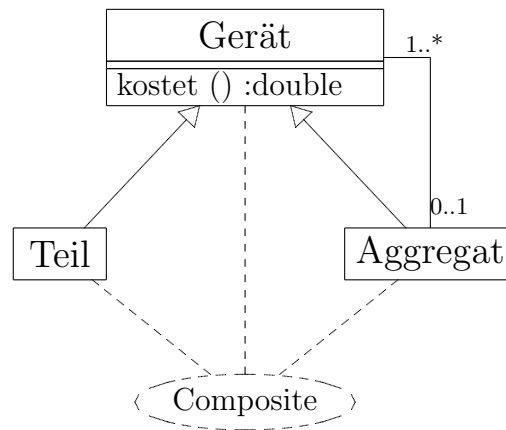 Gerät
1..*
kostet () :double
0..1
Teil
Aggregat
Composite